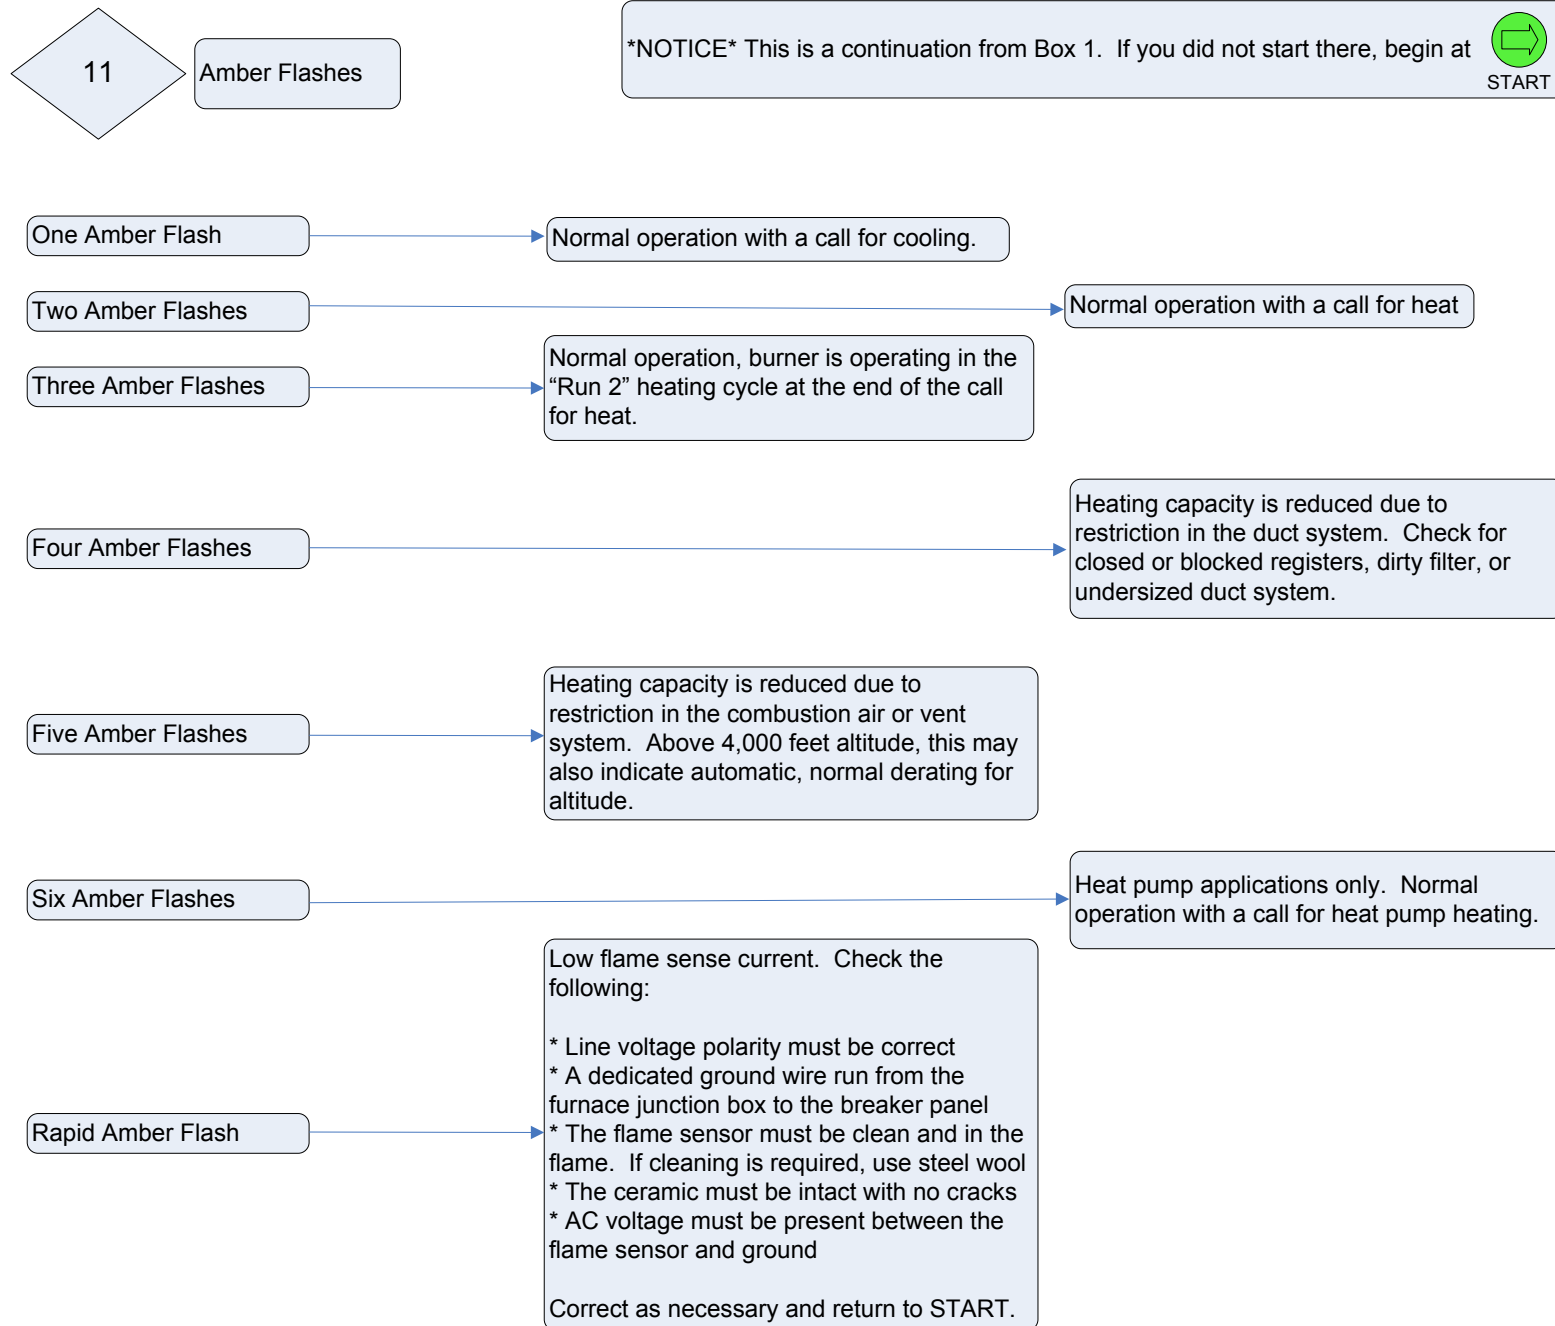 11
Amber Flashes
*NOTICE* This is a continuation from Box 1.  If you did not start there, begin at
START
One Amber Flash
Normal operation with a call for cooling.
Two Amber Flashes
Normal operation with a call for heat
Three Amber Flashes
Normal operation, burner is operating in the
“Run 2” heating cycle at the end of the call
for heat.
Four Amber Flashes
Heating capacity is reduced due to
restriction in the duct system.  Check for
closed or blocked registers, dirty filter, or
undersized duct system.
Five Amber Flashes
Heating capacity is reduced due to
restriction in the combustion air or vent
system.  Above 4,000 feet altitude, this may
also indicate automatic, normal derating for
altitude.
Six Amber Flashes
Heat pump applications only.  Normal
operation with a call for heat pump heating.
Rapid Amber Flash
Low flame sense current.  Check the
following:
* Line voltage polarity must be correct
* A dedicated ground wire run from the
furnace junction box to the breaker panel
* The flame sensor must be clean and in the
flame.  If cleaning is required, use steel wool
* The ceramic must be intact with no cracks
* AC voltage must be present between the
flame sensor and ground
Correct as necessary and return to START.